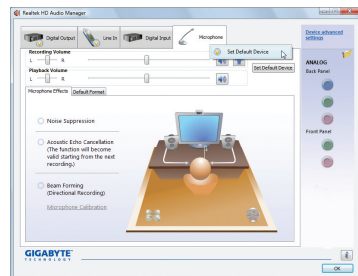 Realtek HD Audio Manager
Digital Output
Line In
Digital Input
Microphone
Device advanced
settings
Recording Volume
L
R
Set Default Device
Set Default Device
Playback Volume
L
R
ANALOG
Back Panel
Microphone Effects
Default Format
Noise Suppression
Acoustic Echo Cancellation
(The function will become
valid starting from the next
recording.)
Front Panel
Beam Forming
(Directional Recording)
Microphone Calibration
GIGABYTE™
TECHNOLOGY
i
OK